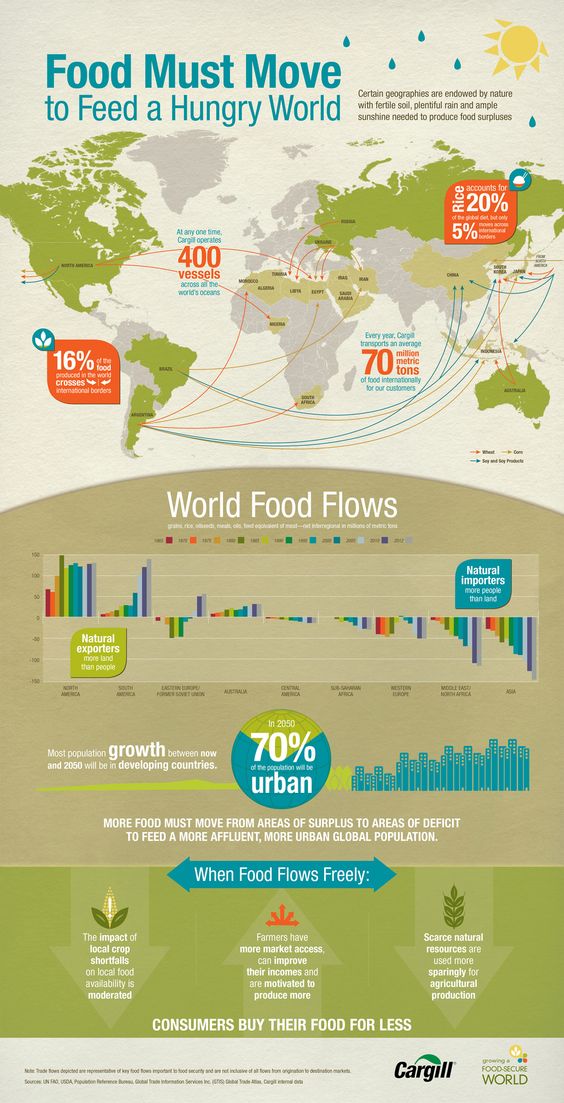 Food Must Move
to Feed a Hungry World
Certain geographies are endowed by nature
with fertile soil, plentiful rain and ample
sunshine needed to produce food surpluses
Rice accounts for
20%
of the global diet, but only
5% moves across
international
borders
At any one time,
Cargill operates
400
vessels
across all the
world's oceans
RUSSIA
UKRAINE
NORTH AMERICA
TUNISIA
MOROCCO
ALGERIA
LIBYA
EGYPT
IRAQ
IRAN
SAUDI
ARABIA
CHINA
SOUTH
KOREA
JAPAN
FROM
NORTH
AMERICA
NIGERIA
16% of the
food
produced in the world
crosses
international borders
Every year, Cargill
transports an average
70 million
metric
tons
of food internationally
for our customers
INDONESIA
BRAZIL
SOUTH
AFRICA
AUSTRALIA
ARGENTINA
Wheat
Corn
Soy and Soy Products
World Food Flows
grains, rice, oilseeds, meals, oils, feed equivalent of meat—net interregional in millions of metric tons
1965 1970 1975 1980 1985 1990 1995 2000 2005 2010 2012
150
100
50
0
-50
-100
-150
Natural
importers
more people
than land
Natural
exporters
more land
than people
NORTH
AMERICA
SOUTH
AMERICA
EASTERN EUROPE/
FORMER SOVIET UNION
AUSTRALIA
CENTRAL
AMERICA
SUB-SAHARAN
AFRICA
WESTERN
EUROPE
MIDDLE EAST/
NORTH AFRICA
ASIA
Most population growth between now
and 2050 will be in developing countries.
In 2050
70%
of the population will be
urban
MORE FOOD MUST MOVE FROM AREAS OF SURPLUS TO AREAS OF DEFICIT
TO FEED A MORE AFFLUENT, MORE URBAN GLOBAL POPULATION.
When Food Flows Freely:
The impact of
local crop
shortfalls
on local food
availability is
moderated
Farmers have
more market access,
can improve
their incomes and
are motivated to
produce more
Scarce natural
resources are
used more
sparingly for
agricultural
production
CONSUMERS BUY THEIR FOOD FOR LESS
Note: Trade flows depicted are representative of key food flows important to food security and are not inclusive of all flows from origination to destination markets.
Sources: UN FAO, USDA, Population Reference Bureau, Global Trade Information Services Inc. (GTIS) Global Trade Atlas, Cargill internal data
Cargill
growing a
FOOD-SECURE
WORLD